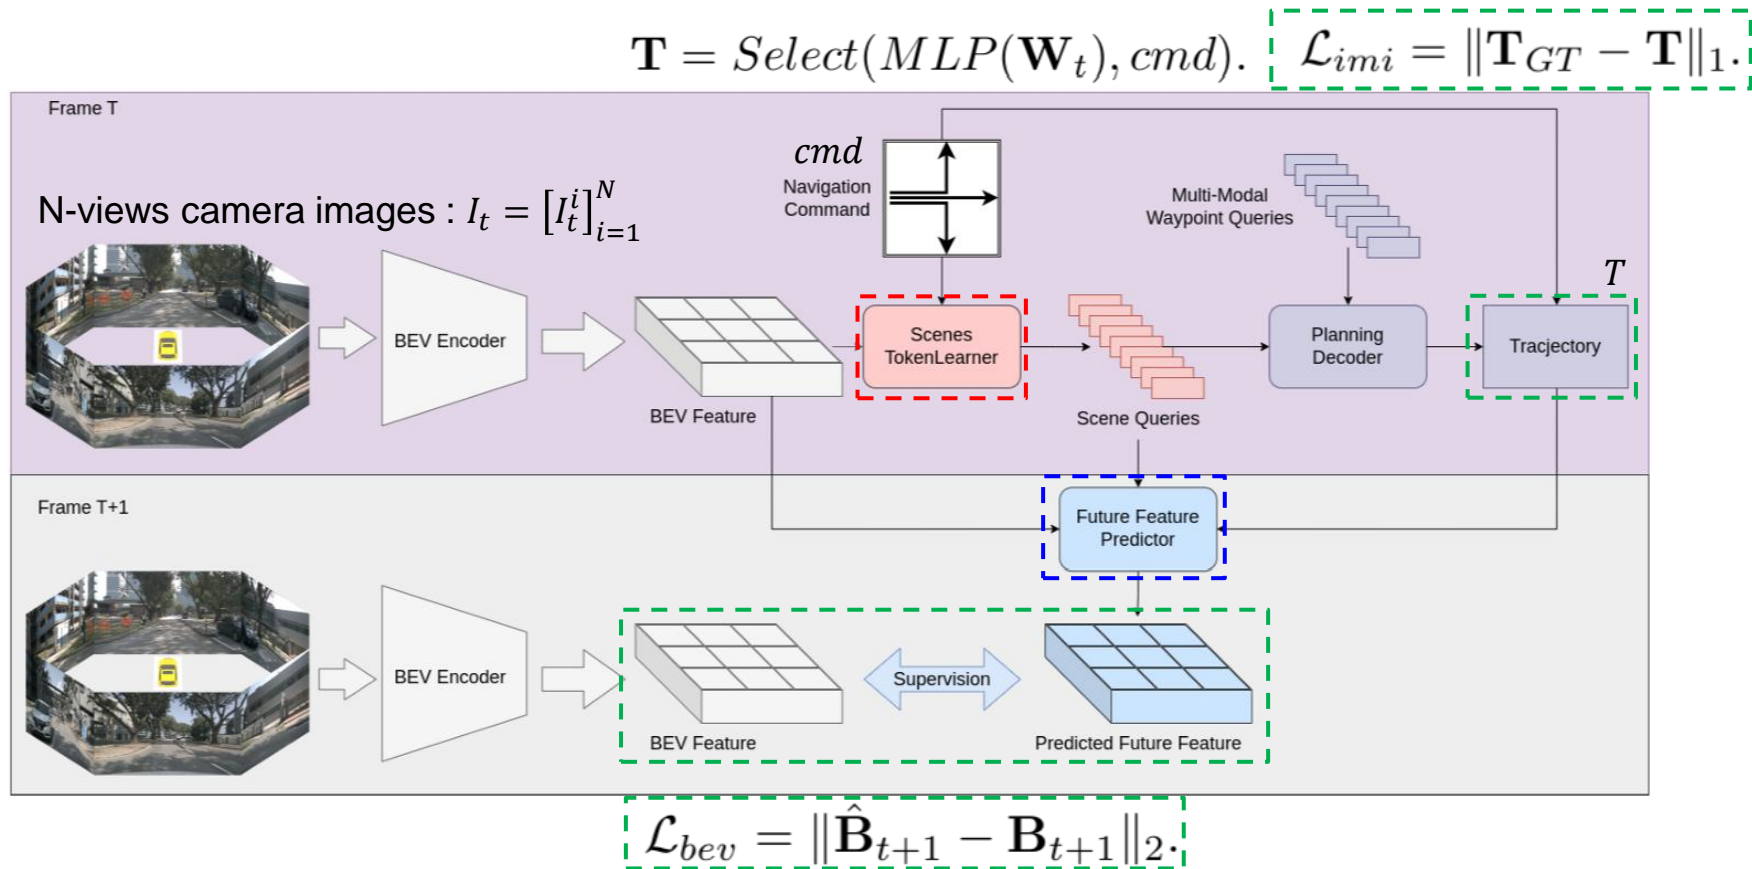 T = Select(MLP(W_t), cmd). ℒ_imi = ‖T_GT − T‖_1.
Frame T
cmd
Navigation
Command
Multi-Modal
Waypoint Queries
N-views camera images : I_t = [I_t^i]_{i=1}^N
T
BEV Encoder
Scenes
TokenLearner
Planning
Decoder
Tracjectory
BEV Feature
Scene Queries
Frame T+1
Future Feature
Predictor
BEV Encoder
Supervision
BEV Feature
Predicted Future Feature
ℒ_bev = ‖B̂_{t+1} − B_{t+1}‖_2.